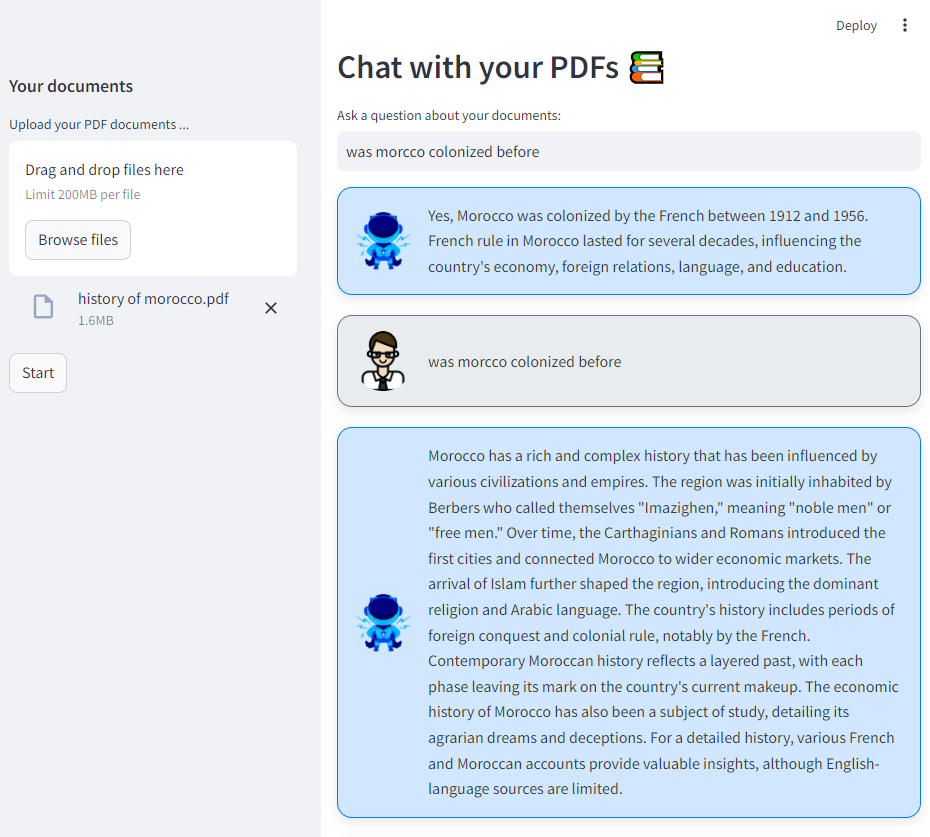 Deploy
Your documents
Upload your PDF documents ...
Drag and drop files here
Limit 200MB per file
Browse files
history of morocco.pdf
1.6MB
Start
Chat with your PDFs
Ask a question about your documents:
was morcco colonized before
Yes, Morocco was colonized by the French between 1912 and 1956.
French rule in Morocco lasted for several decades, influencing the
country's economy, foreign relations, language, and education.
was morcco colonized before
Morocco has a rich and complex history that has been influenced by
various civilizations and empires. The region was initially inhabited by
Berbers who called themselves "Imazighen," meaning "noble men" or
"free men." Over time, the Carthaginians and Romans introduced the
first cities and connected Morocco to wider economic markets. The
arrival of Islam further shaped the region, introducing the dominant
religion and Arabic language. The country's history includes periods of
foreign conquest and colonial rule, notably by the French.
Contemporary Moroccan history reflects a layered past, with each
phase leaving its mark on the country's current makeup. The economic
history of Morocco has also been a subject of study, detailing its
agrarian dreams and deceptions. For a detailed history, various French
and Moroccan accounts provide valuable insights, although English-
language sources are limited.